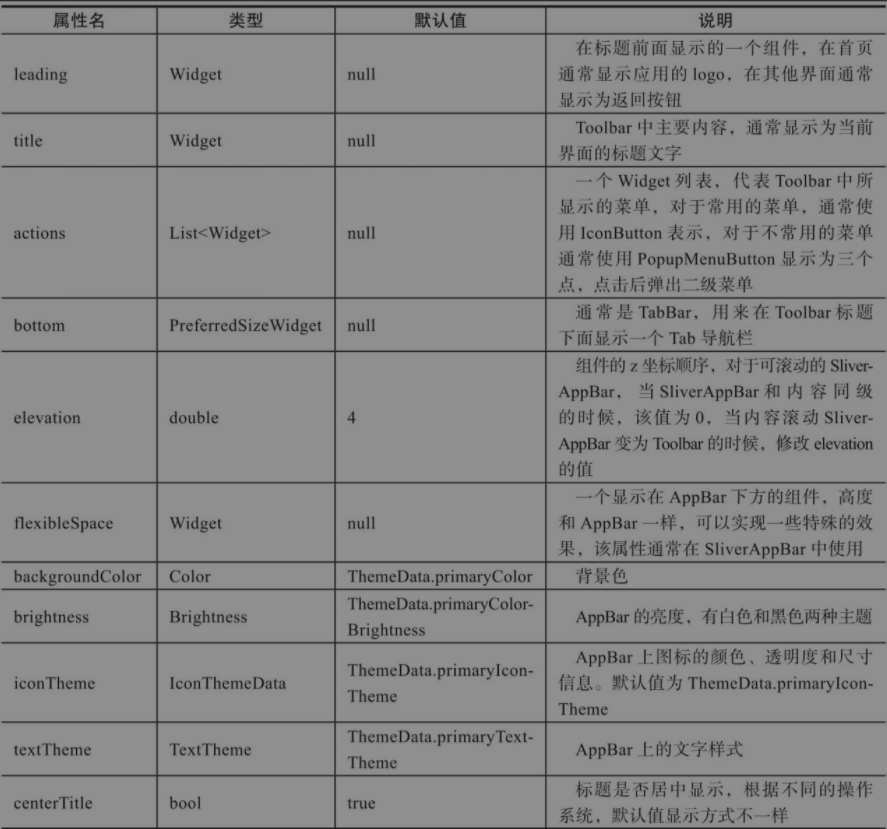 属性名 类型 默认值 说明
leading Widget null 在标题前面显示的一个组件，在首页
通常显示应用的 logo，在其他界面通常
显示为返回按钮
title Widget null Toolbar 中主要内容，通常显示为当前
界面的标题文字
actions List<Widget> null 一个 Widget 列表，代表 Toolbar 中所
显示的菜单，对于常用的菜单，通常使
用 IconButton 表示，对于不常用的菜单
通常使用 PopupMenuButton 显示为三个
点，点击后弹出二级菜单
bottom PreferredSizeWidget null 通常是 TabBar，用来在 Toolbar 标题
下面显示一个 Tab 导航栏
elevation double 4 组件的 z 坐标顺序，对于可滚动的 Sliver-
AppBar，当 SliverAppBar 和内容同级
的时候，该值为 0，当内容滚动 Sliver-
AppBar 变为 Toolbar 的时候，修改 elevation
的值
flexibleSpace Widget null 一个显示在 AppBar 下方的组件，高度
和 AppBar 一样，可以实现一些特殊的效
果，该属性通常在 SliverAppBar 中使用
backgroundColor Color ThemeData.primaryColor 背景色
brightness Brightness ThemeData.primaryColor-
Brightness AppBar 的亮度，有白色和黑色两种主题
iconTheme IconThemeData ThemeData.primaryIcon-
Theme AppBar 上图标的颜色、透明度和尺寸
信息。默认值为 ThemeData.primaryIcon-
Theme
textTheme TextTheme ThemeData.primaryText-
Theme AppBar 上的文字样式
centerTitle bool true 标题是否居中显示，根据不同的操作
系统，默认值显示方式不一样